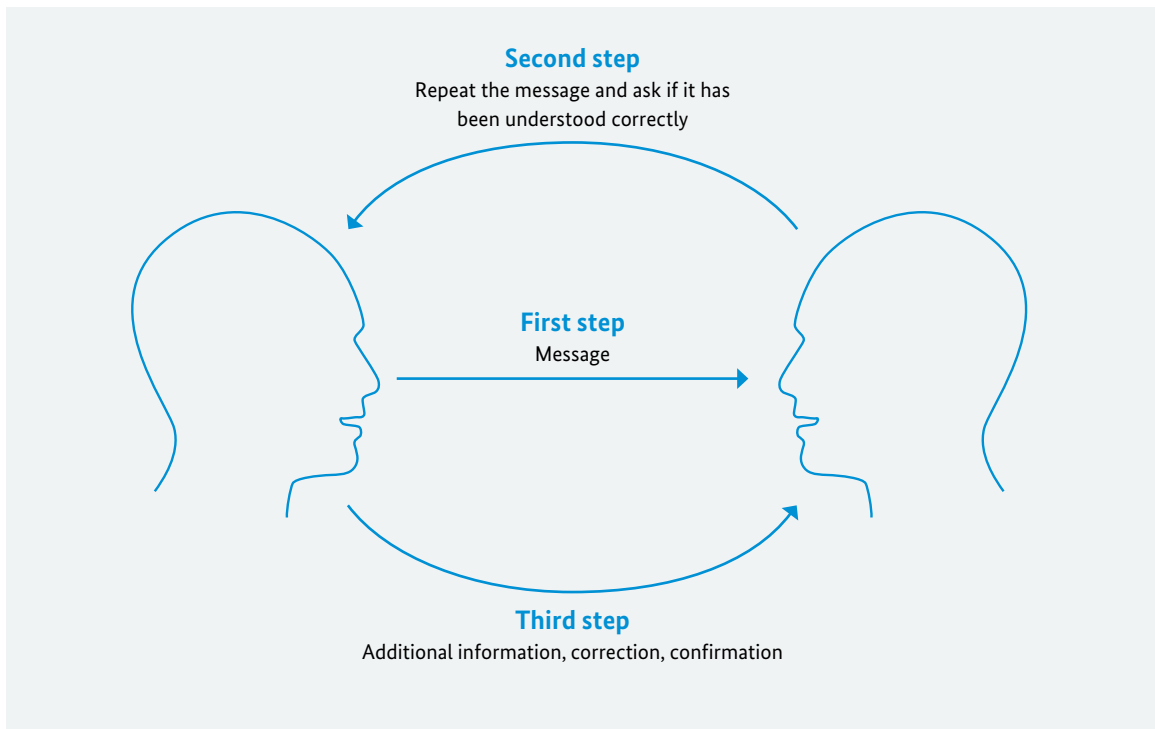 Second step
Repeat the message and ask if it has
been understood correctly
First step
Message
Third step
Additional information, correction, confirmation